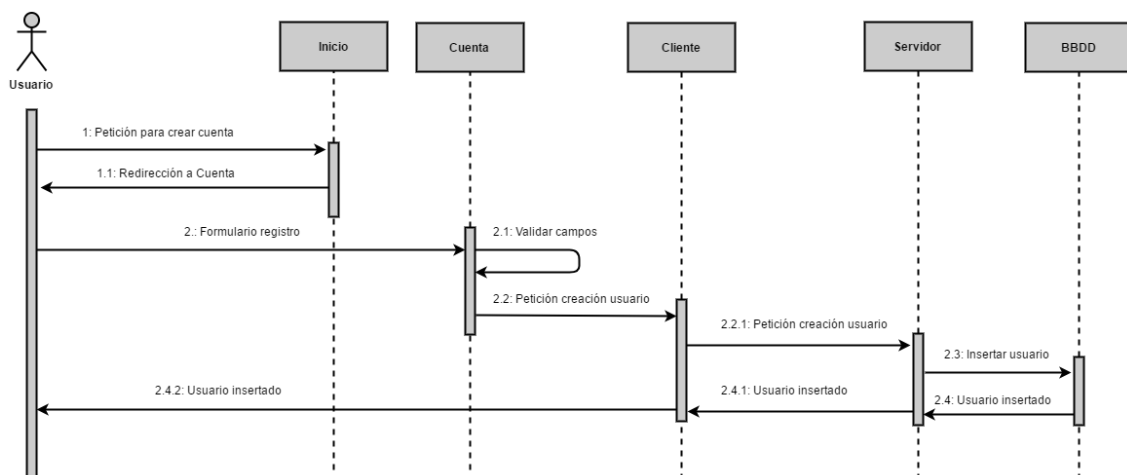 Inicio
Cuenta
Cliente
Servidor
BBDD
Usuario
1: Petición para crear cuenta
1.1: Redirección a Cuenta
2.: Formulario registro
2.1: Validar campos
2.2: Petición creación usuario
2.2.1: Petición creación usuario
2.3: Insertar usuario
2.4.2: Usuario insertado
2.4.1: Usuario insertado
2.4: Usuario insertado